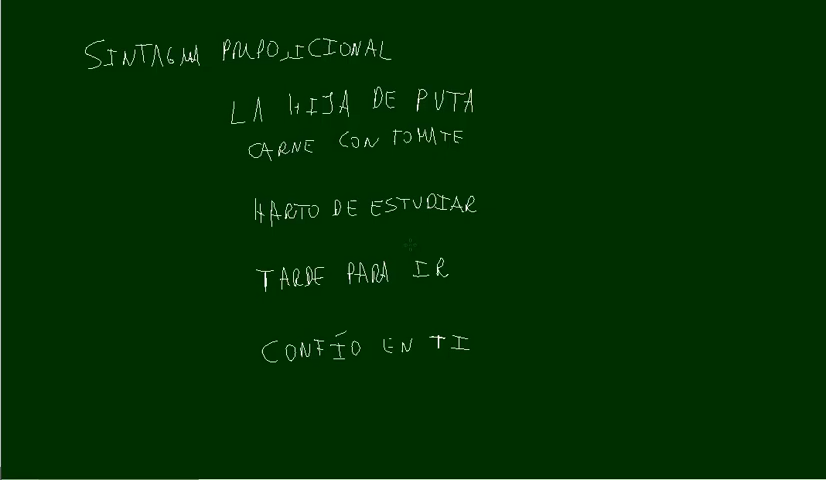 SINTAGMA PREPOSICIONAL
LA HIJA DE PUTA
CARNE CON TOMATE
HARTO DE ESTUDIAR
TARDE PARA IR
CONFÍO EN TI